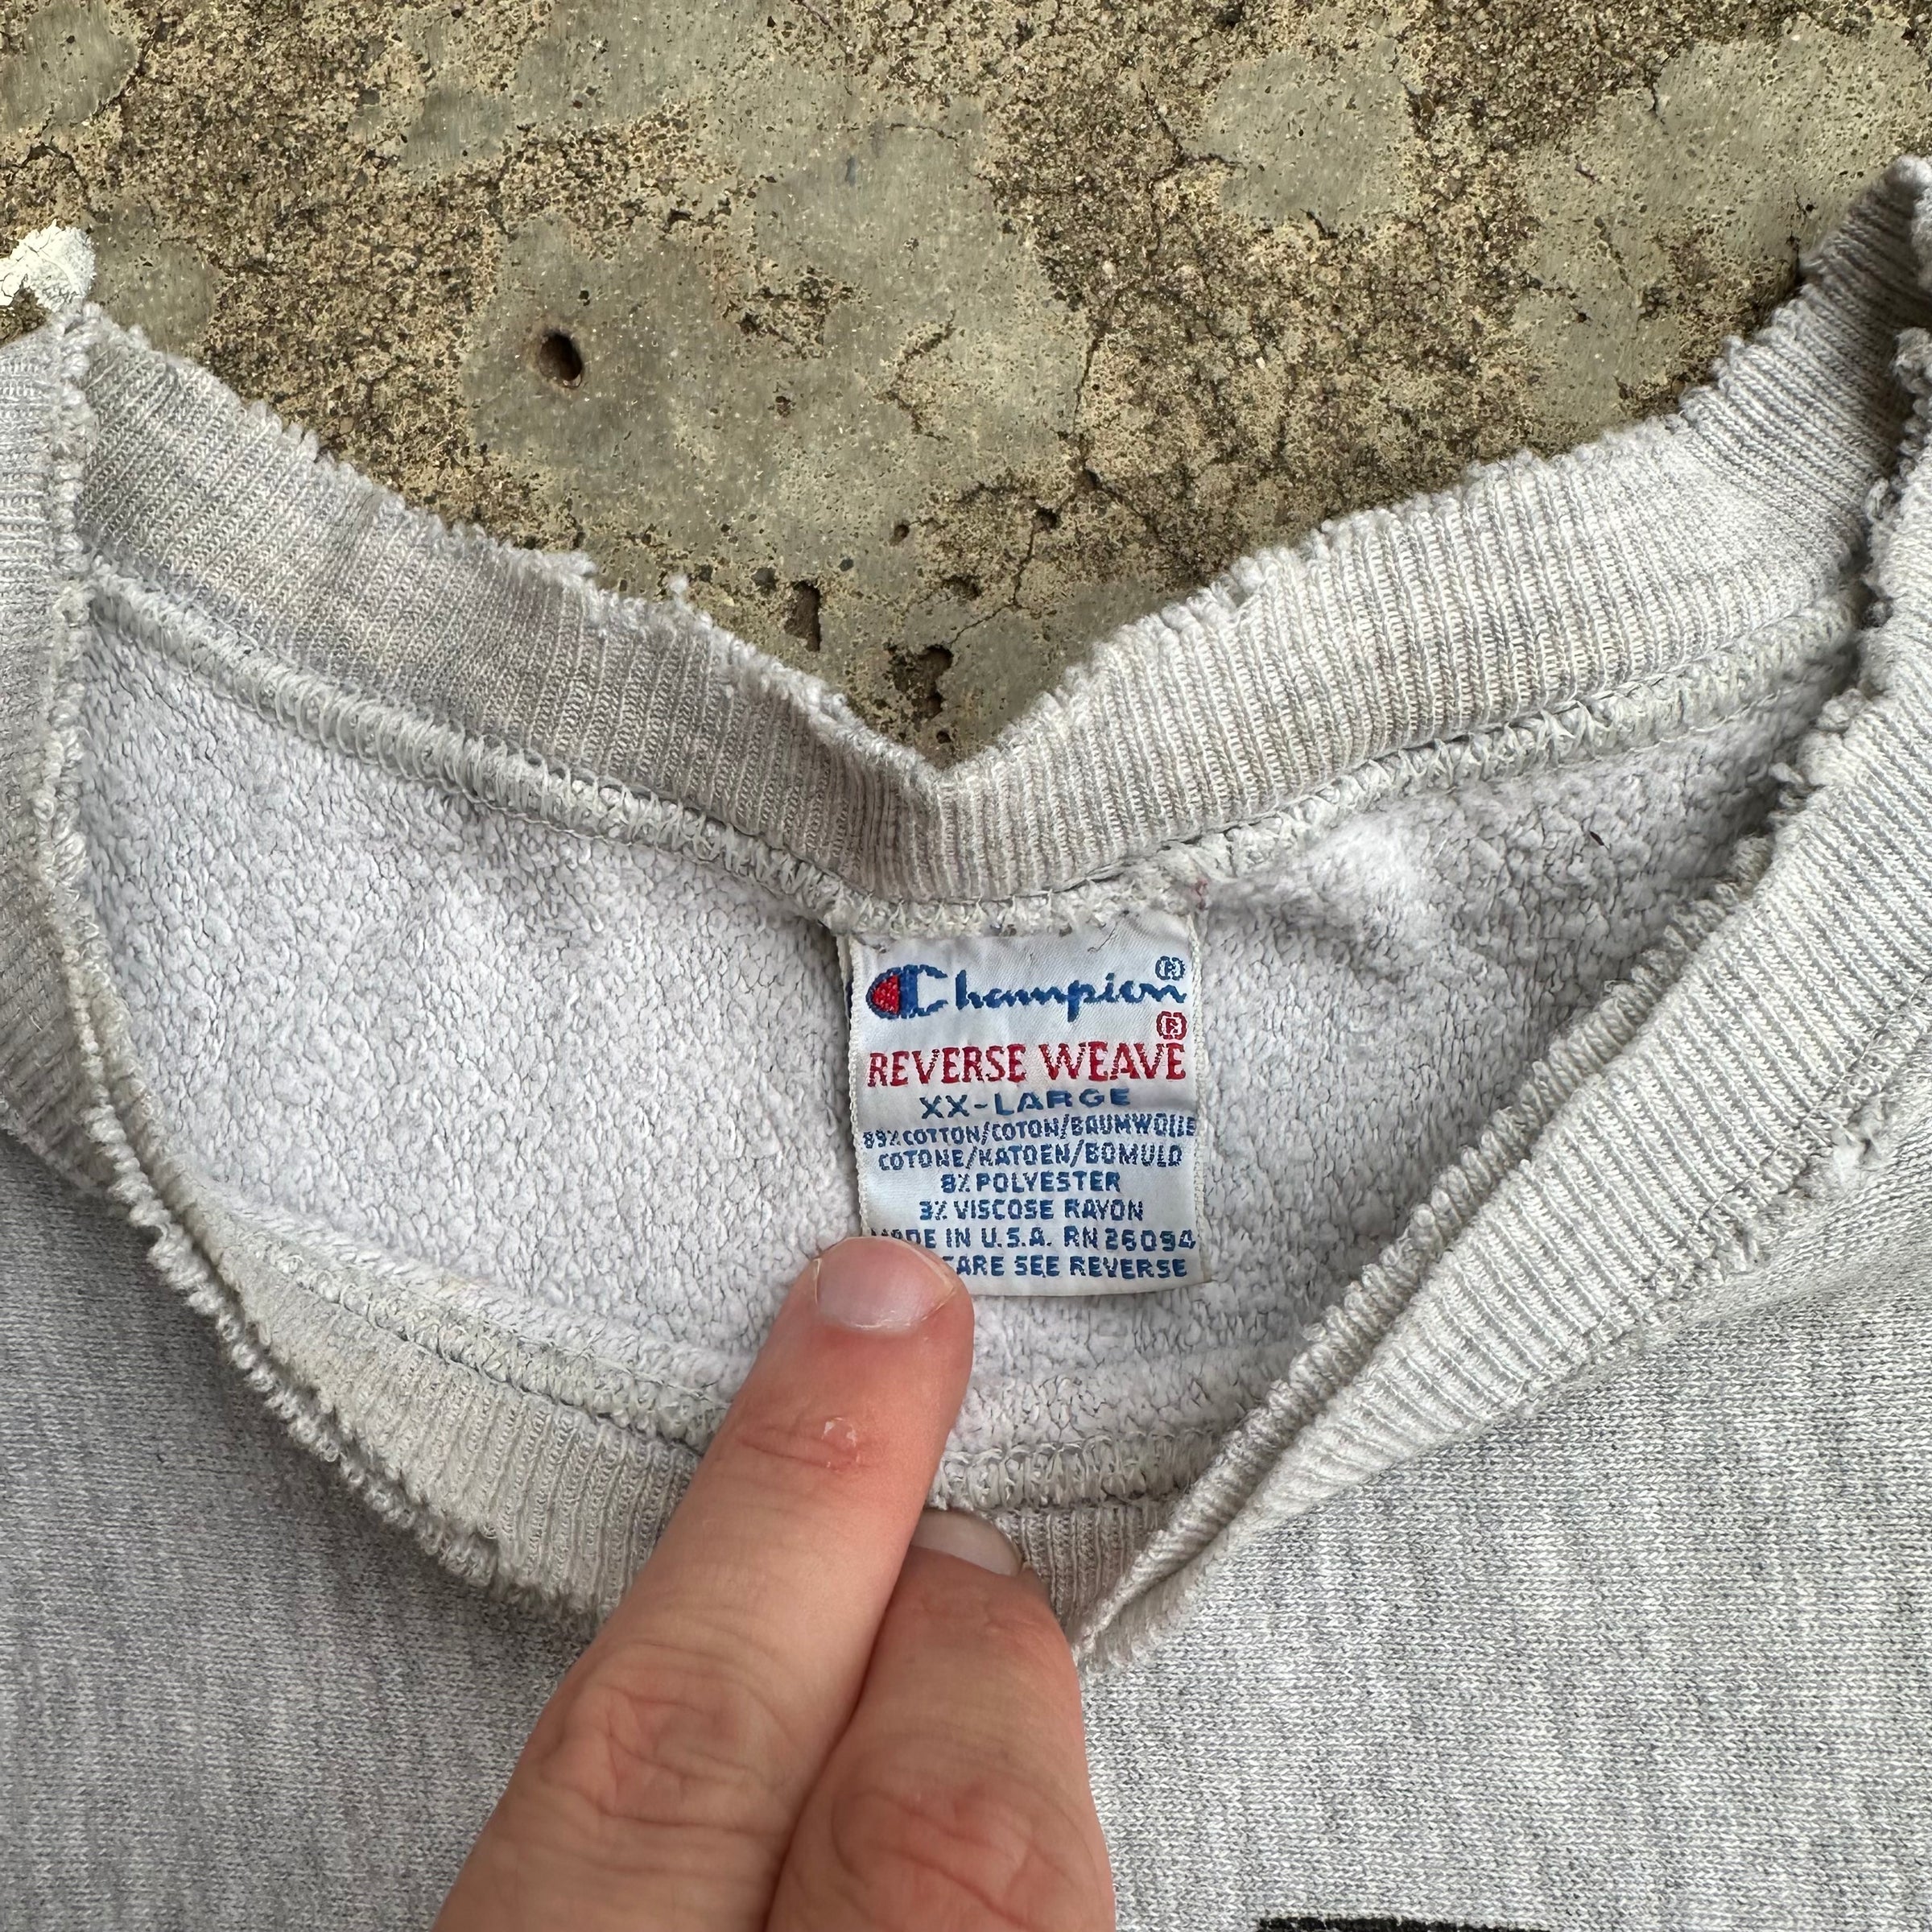 Champion®
REVERSE WEAVE®
XX-LARGE
89% COTTON/COTON/BAUMWOLLE
COTONE/KATOEN/BOMULD
8% POLYESTER
3% VISCOSE RAYON
MADE IN U.S.A. RN 26094
CARE SEE REVERSE